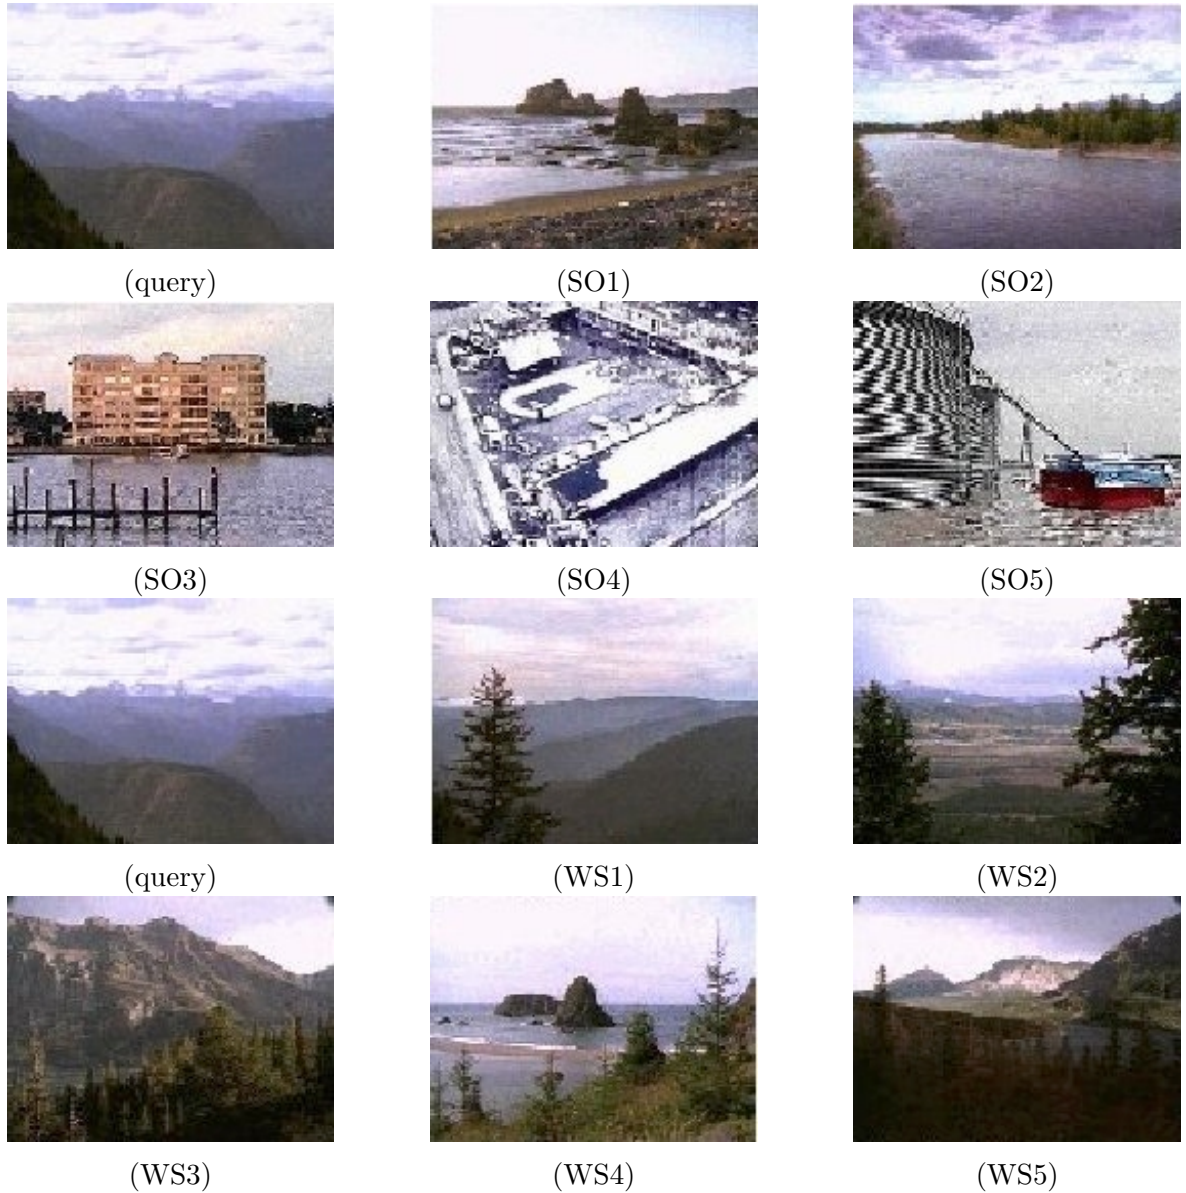 (query)
(SO1)
(SO2)
(SO3)
(SO4)
(SO5)
(query)
(WS1)
(WS2)
(WS3)
(WS4)
(WS5)